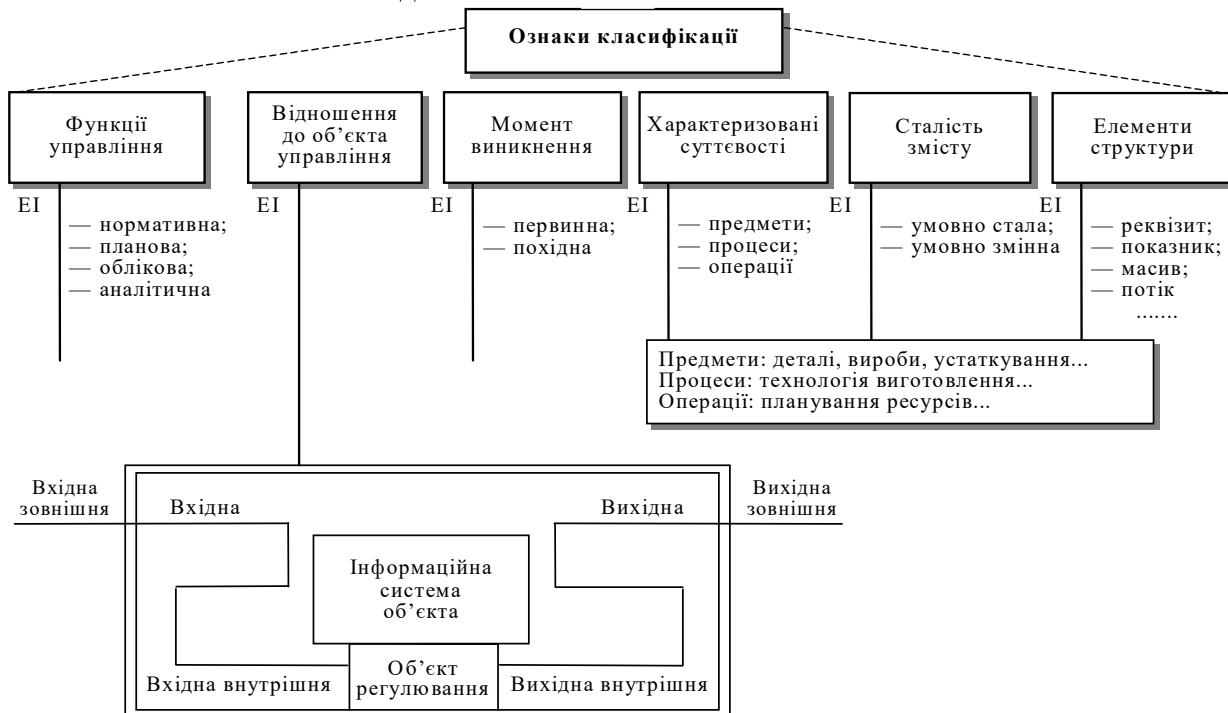 Ознаки класифікації
Функції
управління
Відношення
до об’єкта
управління
Момент
виникнення
Характеризовані
суттєвості
Сталість
змісту
Елементи
структури
ЕІ
— нормативна;
— планова;
— облікова;
— аналітична
ЕІ
ЕІ
— первинна;
— похідна
ЕІ
— предмети;
— процеси;
— операції
ЕІ
— умовно стала;
— умовно змінна
ЕІ
— реквізит;
— показник;
— масив;
— потік
.......
Предмети: деталі, вироби, устаткування...
Процеси: технологія виготовлення...
Операції: планування ресурсів...
Вхідна
зовнішня
Вхідна
Вихідна
Вихідна
зовнішня
Інформаційна
система
об’єкта
Об’єкт
регулювання
Вхідна внутрішня
Вихідна внутрішня